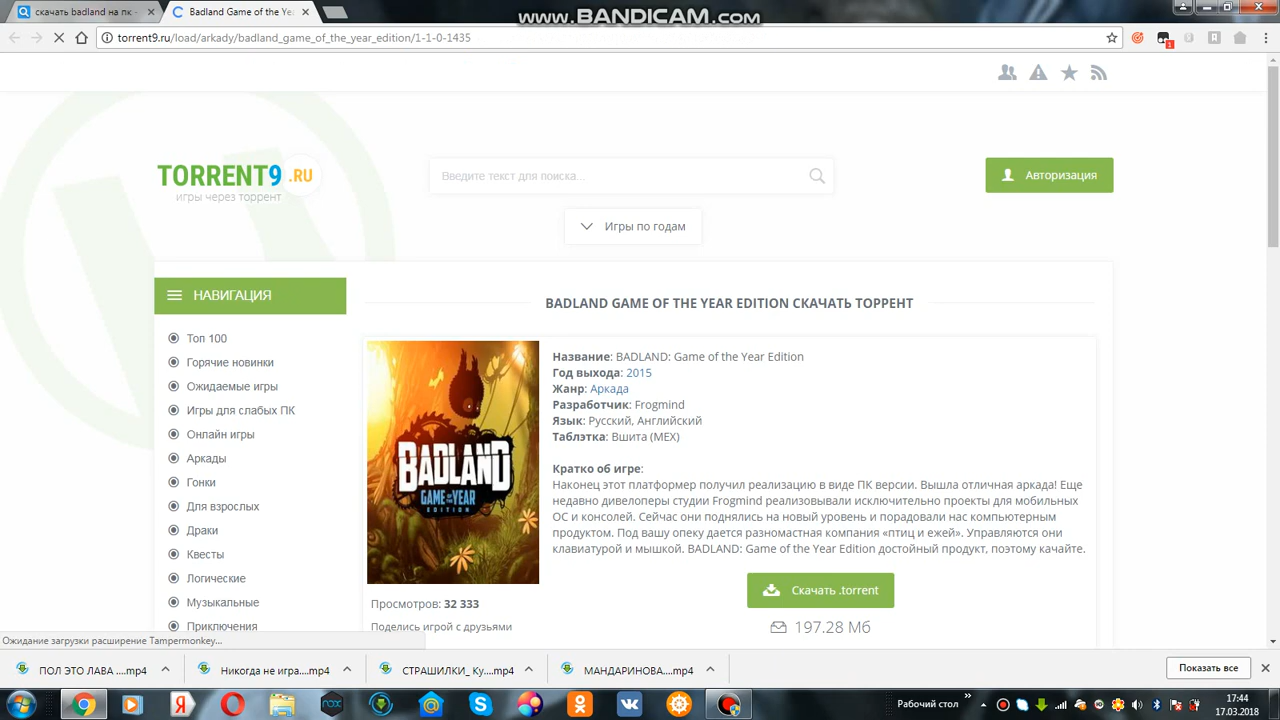 скачать badland на пк -
Badland Game of the Ye
www.BANDICAM.com
torrent9.ru/load/arkady/badland_game_of_the_year_edition/1-1-0-1435
1
TORRENT9 .RU
игры через торрент
Введите текст для поиска...
Авторизация
Игры по годам
НАВИГАЦИЯ
Топ 100
Горячие новинки
Ожидаемые игры
Игры для слабых ПК
Онлайн игры
Аркады
Гонки
Для взрослых
Драки
Квесты
Логические
Музыкальные
Приключения
BADLAND GAME OF THE YEAR EDITION СКАЧАТЬ ТОРРЕНТ
BADLAND
GAME OF THE YEAR
EDITION
Название: BADLAND: Game of the Year Edition
Год выхода: 2015
Жанр: Аркада
Разработчик: Frogmind
Язык: Русский, Английский
Таблэтка: Вшита (MEX)
Кратко об игре:
Наконец этот платформер получил реализацию в виде ПК версии. Вышла отличная аркада! Еще
недавно дивелоперы студии Frogmind реализовывали исключительно проекты для мобильных
ОС и консолей. Сейчас они поднялись на новый уровень и порадовали нас компьютерным
продуктом. Под вашу опеку дается разномастная компания «птиц и ежей». Управляются они
клавиатурой и мышкой. BADLAND: Game of the Year Edition достойный продукт, поэтому качайте.
Просмотров: 32 333
Поделись игрой с друзьями
Скачать .torrent
197.28 Мб
Ожидание загрузки расширение Tampermonkey...
ПОЛ ЭТО ЛАВА ....mp4
Никогда не игра....mp4
СТРАШИЛКИ_ Ку....mp4
МАНДАРИНОВА....mp4
Показать все
nox
Рабочий стол
17:44
17.03.2018